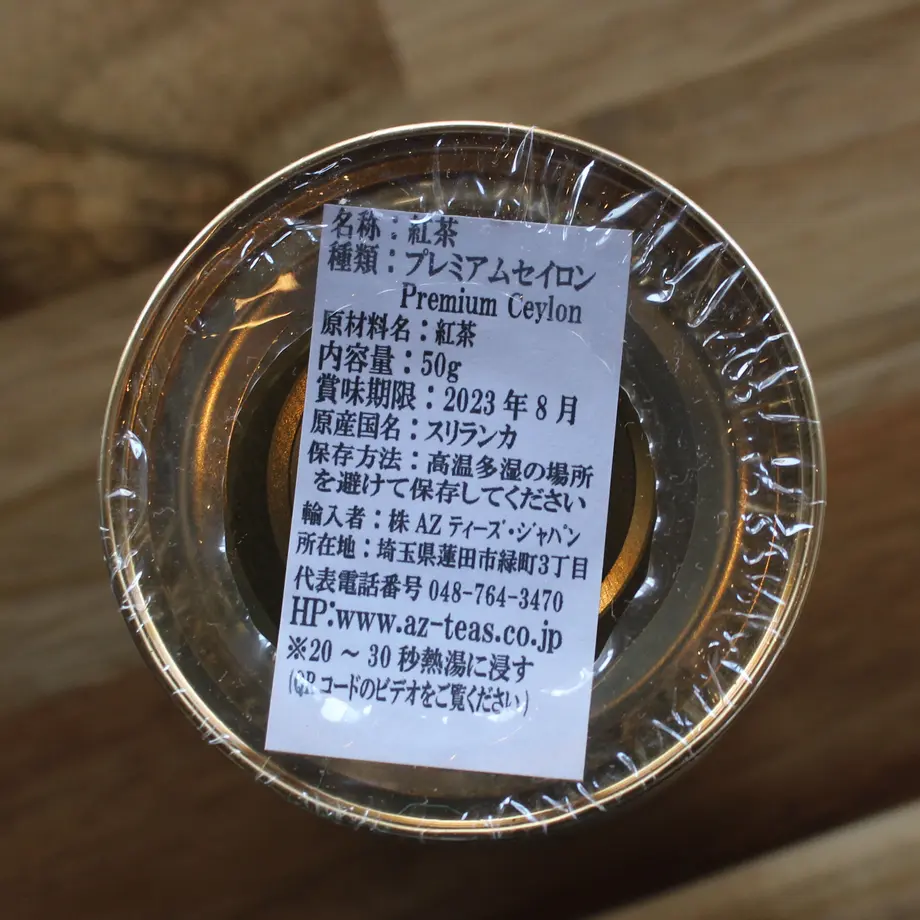 名称：紅茶
種類：プレミアムセイロン
Premium Ceylon
原材料名：紅茶
内容量：50g
賞味期限：2023年8月
原産国名：スリランカ
保存方法：高温多湿の場所
を避けて保存してください
輸入者：株AZティーズ・ジャパン
所在地：埼玉県蓮田市緑町3丁目
代表電話番号 048-764-3470
HP:www.az-teas.co.jp
※20～30秒熱湯に浸す
(QRコードのビデオをご覧ください)